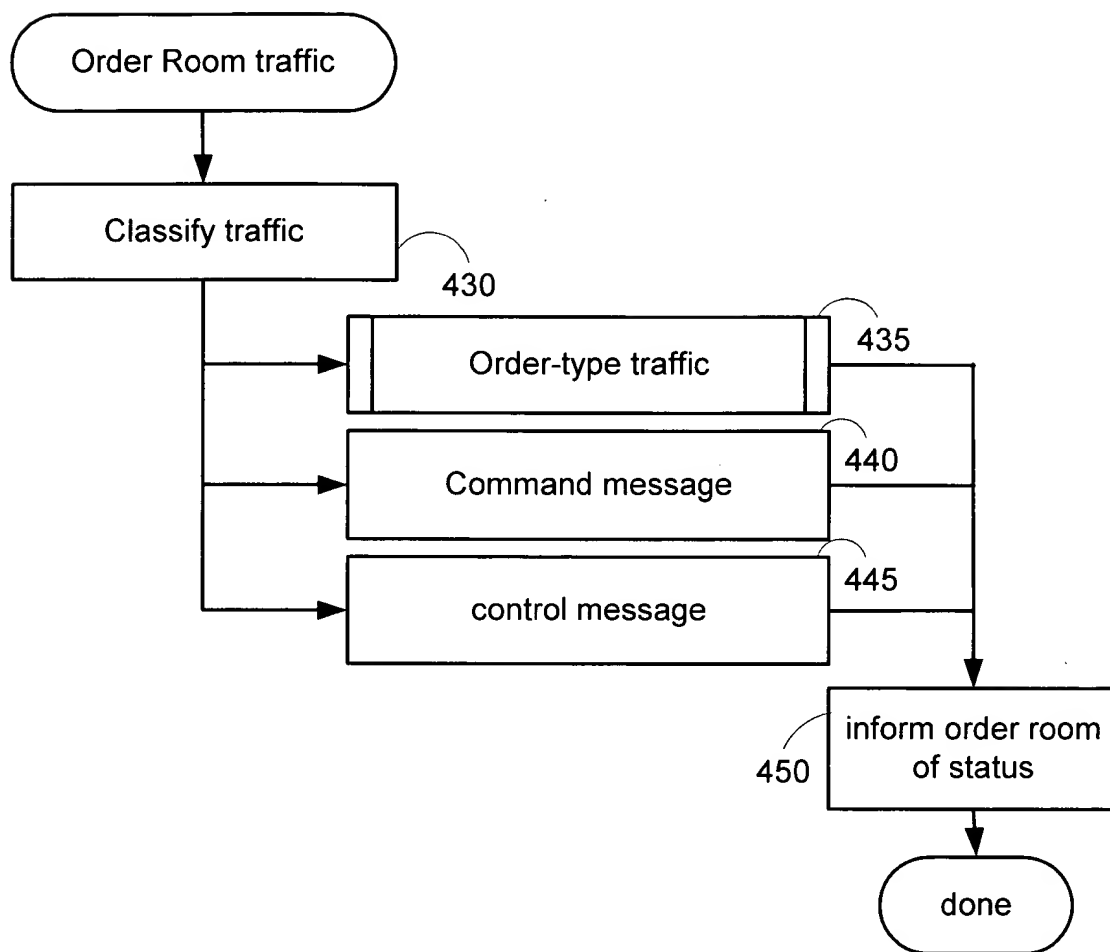 Order Room traffic
Classify traffic
430
Order-type traffic
435
Command message
440
control message
445
inform order room
of status
450
done